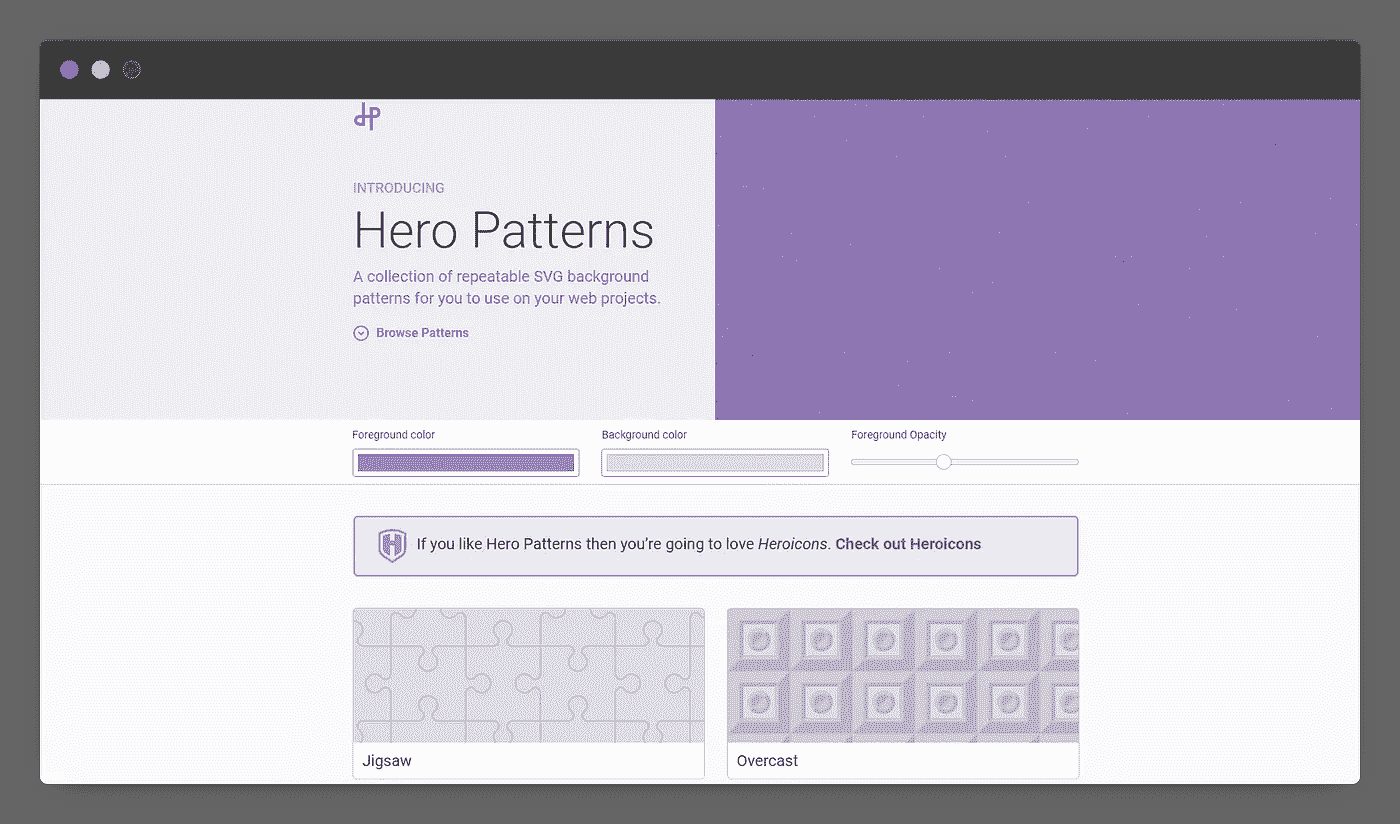 INTRODUCING
Hero Patterns
A collection of repeatable SVG background
patterns for you to use on your web projects.
Browse Patterns
Foreground color
Background color
Foreground Opacity
If you like Hero Patterns then you’re going to love Heroicons. Check out Heroicons
Jigsaw
Overcast